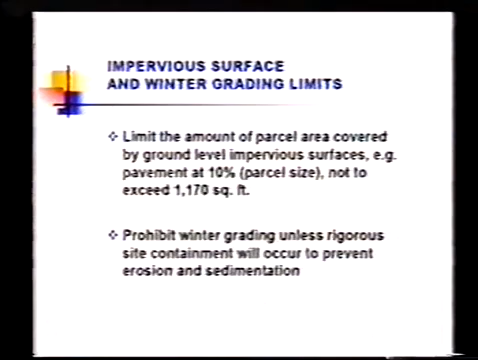 IMPERVIOUS SURFACE
AND WINTER GRADING LIMITS
❖ Limit the amount of parcel area covered
by ground level impervious surfaces, e.g.
pavement at 10% (parcel size), not to
exceed 1,170 sq. ft.
❖ Prohibit winter grading unless rigorous
site containment will occur to prevent
erosion and sedimentation